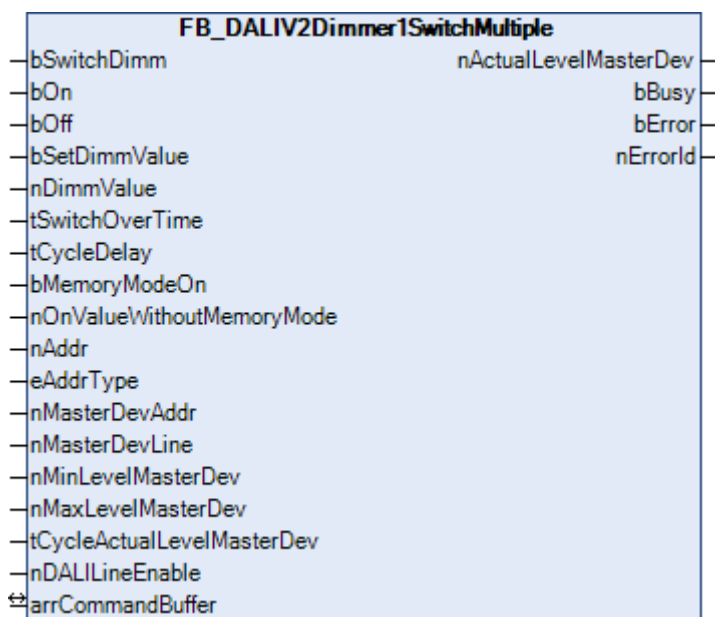 FB_DALIV2Dimmer1SwitchMultiple
bSwitchDimm nActualLevelMasterDev
bOn bBusy
bOff bError
bSetDimmValue nErrorId
nDimmValue
tSwitchOverTime
tCycleDelay
bMemoryModeOn
nOnValueWithoutMemoryMode
nAddr
eAddrType
nMasterDevAddr
nMasterDevLine
nMinLevelMasterDev
nMaxLevelMasterDev
tCycleActualLevelMasterDev
nDALILineEnable
arrCommandBuffer